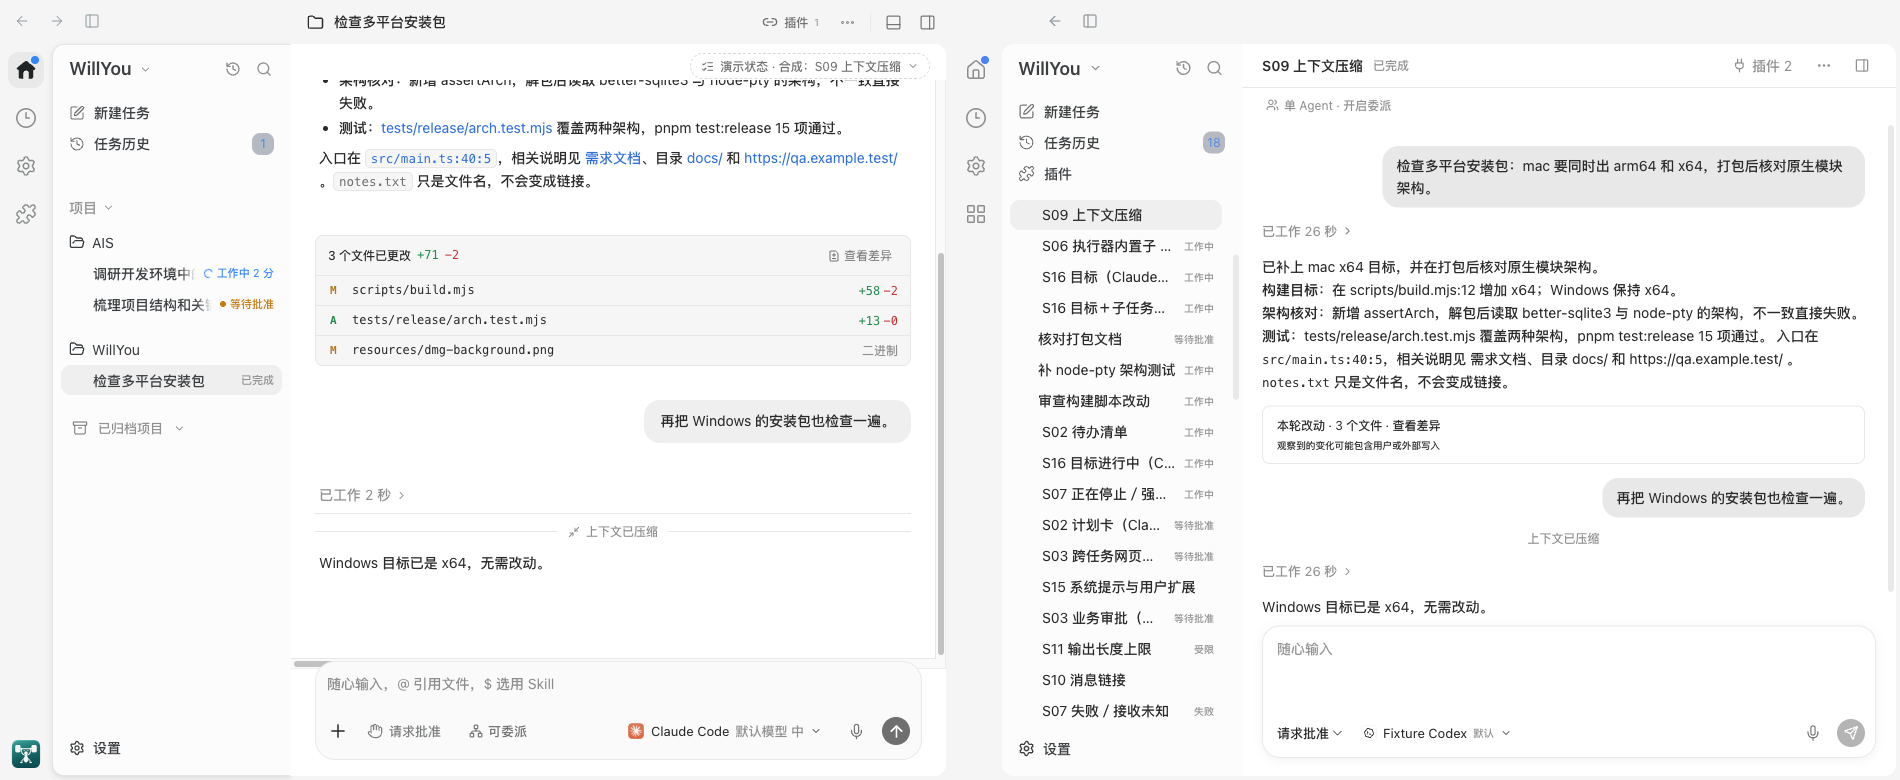 检查多平台安装包
插件 1
WillYou
新建任务
任务历史
1
项目
AIS
调研开发环境中
工作中 2 分
梳理项目结构和关
等待批准
WillYou
检查多平台安装包
已完成
已归档项目
设置
演示状态 · 合成：S09 上下文压缩
架构核对：新增 assertArch，解包后读取 better-sqlite3 与 node-pty 的架构，不一致直接
失败。
测试：tests/release/arch.test.mjs 覆盖两种架构，pnpm test:release 15 项通过。
入口在 src/main.ts:40:5，相关说明见 需求文档、目录 docs/ 和 https://qa.example.test/
。notes.txt 只是文件名，不会变成链接。
3 个文件已更改 +71 −2
查看差异
M scripts/build.mjs +58 −2
A tests/release/arch.test.mjs +13 −0
M resources/dmg-background.png 二进制
再把 Windows 的安装包也检查一遍。
已工作 2 秒
上下文已压缩
Windows 目标已是 x64，无需改动。
随心输入，@ 引用文件，$ 选用 Skill
请求批准
可委派
Claude Code 默认模型 中
WillYou
新建任务
任务历史
18
插件
S09 上下文压缩
S06 执行器内置子 ... 工作中
S16 目标（Claude... 工作中
S16 目标＋子任务... 工作中
核对打包文档 等待批准
补 node-pty 架构测试 工作中
审查构建脚本改动 工作中
S02 待办清单 工作中
S16 目标进行中（C... 工作中
S07 正在停止 / 强... 工作中
S02 计划卡（Cla... 等待批准
S03 跨任务网页... 等待批准
S15 系统提示与用户扩展
S03 业务审批（... 等待批准
S11 输出长度上限 受限
S10 消息链接
S07 失败 / 接收未知 失败
设置
S09 上下文压缩 已完成
插件 2
单 Agent · 开启委派
检查多平台安装包：mac 要同时出 arm64 和 x64，打包后核对原生模块
架构。
已工作 26 秒
已补上 mac x64 目标，并在打包后核对原生模块架构。
构建目标：在 scripts/build.mjs:12 增加 x64；Windows 保持 x64。
架构核对：新增 assertArch，解包后读取 better-sqlite3 与 node-pty 的架构，不一致直接失败。
测试：tests/release/arch.test.mjs 覆盖两种架构，pnpm test:release 15 项通过。 入口在
src/main.ts:40:5，相关说明见 需求文档、目录 docs/ 和 https://qa.example.test/ 。
notes.txt 只是文件名，不会变成链接。
本轮改动 · 3 个文件 · 查看差异
观察到的变化可能包含用户或外部写入
再把 Windows 的安装包也检查一遍。
上下文已压缩
已工作 26 秒
Windows 目标已是 x64，无需改动。
随心输入
请求批准
Fixture Codex 默认